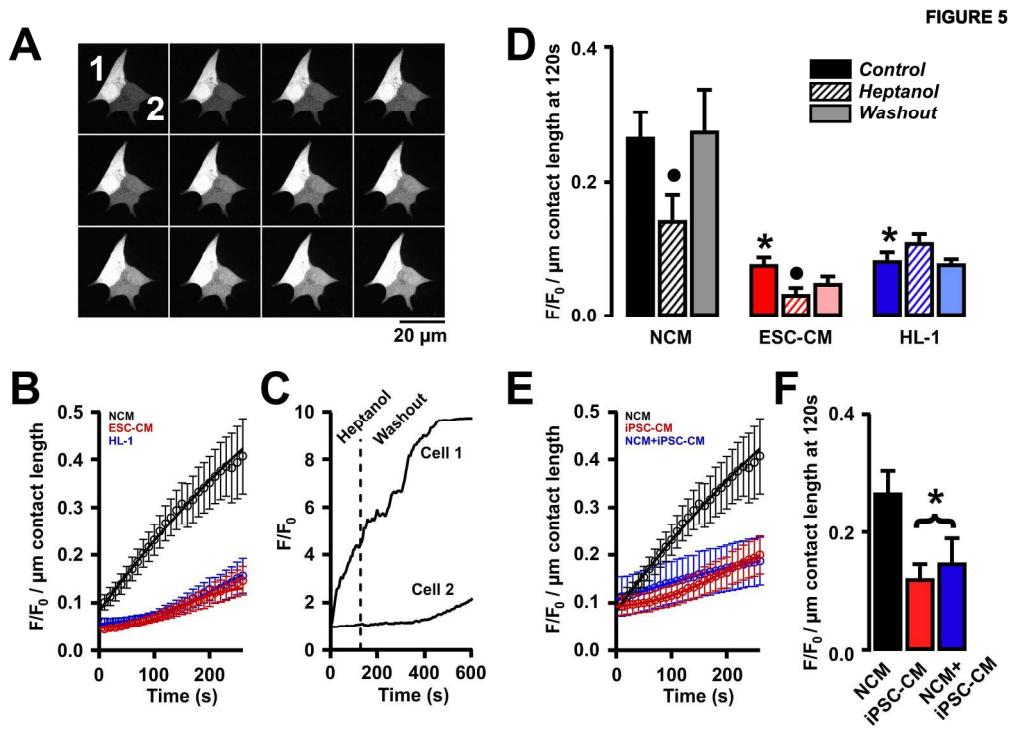 FIGURE 5
A
1
2
20 µm
D
F/F₀ / µm contact length at 120s
0.4
0.2
0.0
Control
Heptanol
Washout
*
*
NCM
ESC-CM
HL-1
B
F/F₀ / µm contact length
0.5
0.4
0.3
0.2
0.1
0.0
NCM
ESC-CM
HL-1
0
100
200
Time (s)
C
F/F₀
10
8
6
4
2
0
Heptanol
Washout
Cell 1
Cell 2
0
200
400
600
Time (s)
E
F/F₀ / µm contact length
0.5
0.4
0.3
0.2
0.1
0.0
NCM
iPSC-CM
NCM+iPSC-CM
0
100
200
Time (s)
F
F/F₀ / µm contact length at 120s
0.4
0.2
0.0
*
NCM
iPSC-CM
NCM+
iPSC-CM